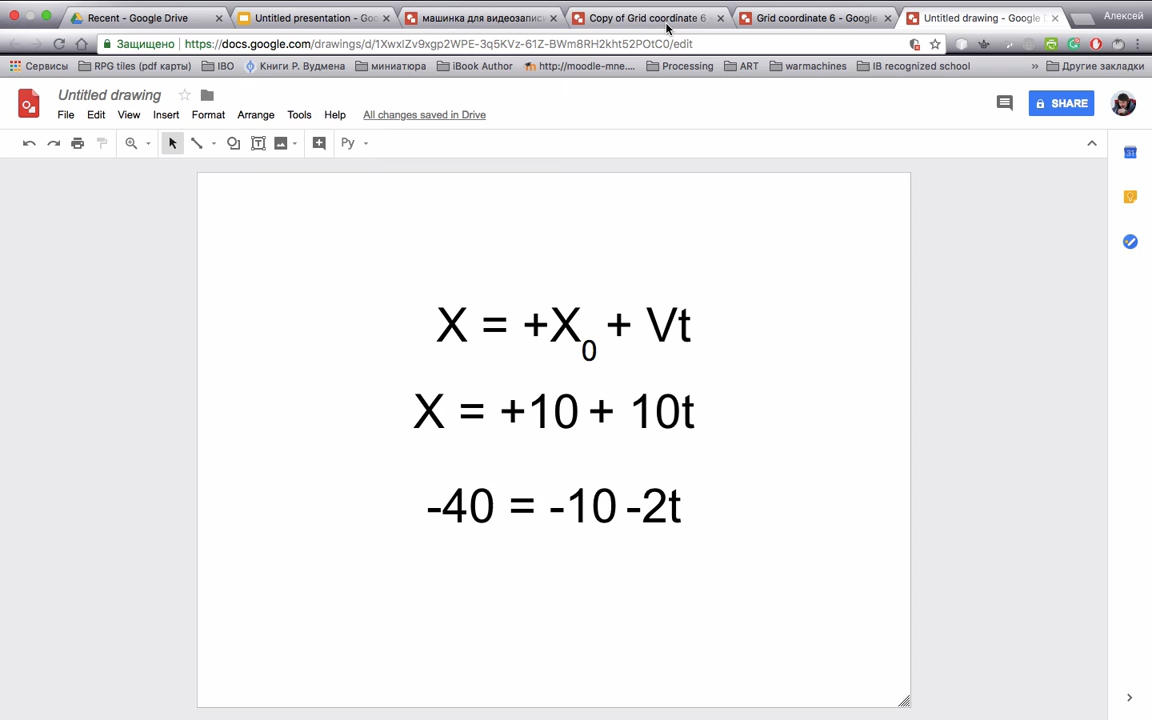 Recent - Google Drive
Untitled presentation - Goo
машинка для видеозапис
Copy of Grid coordinate 6
Grid coordinate 6 - Google
Untitled drawing - Google
Алексей
Защищено
https://docs.google.com/drawings/d/1XwxlZv9xgp2WPE-3q5KVz-61Z-BWm8RH2kht52POtC0/edit
Сервисы
RPG tiles (pdf карты)
IBO
Книги Р. Вудмена
миниатюра
iBook Author
http://moodle-mne....
Processing
ART
warmachines
IB recognized school
»
Другие закладки
Untitled drawing
SHARE
File Edit View Insert Format Arrange Tools Help All changes saved in Drive
Py
31
X = +X₀ + Vt
X = +10 + 10t
-40 = -10 -2t